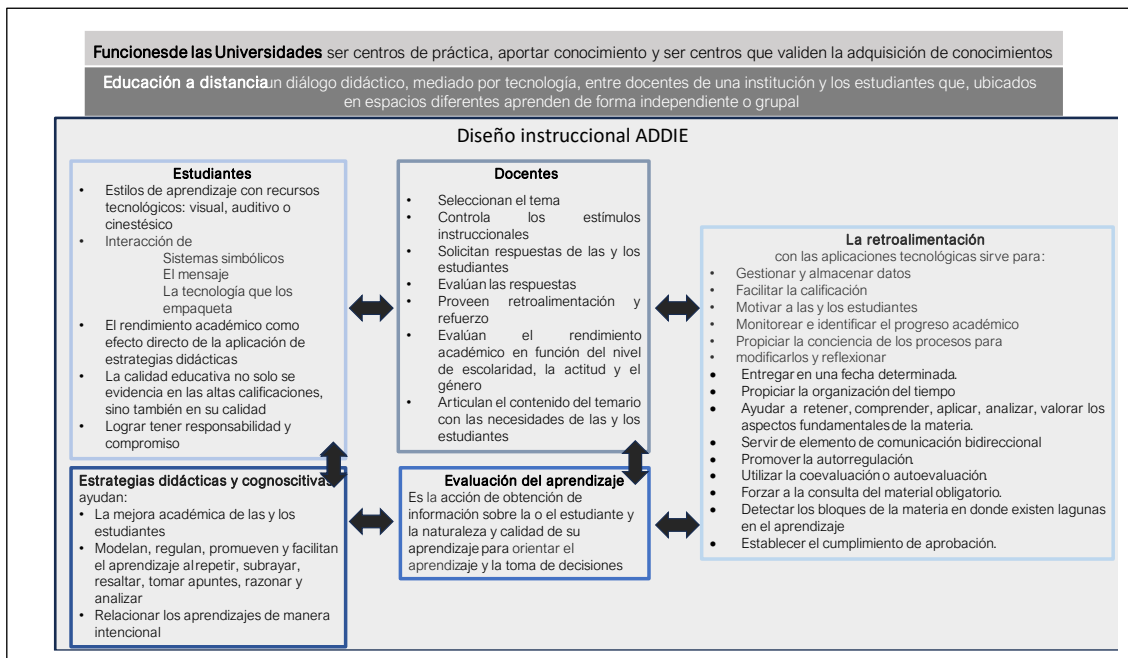 Funcionesde las Universidades ser centros de práctica, aportar conocimiento y ser centros que validen la adquisición de conocimientos
Educación a distanciaun diálogo didáctico, mediado por tecnología, entre docentes de una institución y los estudiantes que, ubicados
en espacios diferentes aprenden de forma independiente o grupal
Diseño instruccional ADDIE
Estudiantes
• Estilos de aprendizaje con recursos
tecnológicos: visual, auditivo o
cinestésico
• Interacción de
Sistemas simbólicos
El mensaje
La tecnología que los
empaqueta
• El rendimiento académico como
efecto directo de la aplicación de
estrategias didácticas
• La calidad educativa no solo se
evidencia en las altas calificaciones,
sino también en su calidad
• Lograr tener responsabilidad y
compromiso
Docentes
• Seleccionan el tema
• Controla los estímulos
instruccionales
• Solicitan respuestas de las y los
estudiantes
• Evalúan las respuestas
• Proveen retroalimentación y
refuerzo
• Evalúan el rendimiento
académico en función del nivel
de escolaridad, la actitud y el
género
• Articulan el contenido del temario
con las necesidades de las y los
estudiantes
La retroalimentación
con las aplicaciones tecnológicas sirve para:
• Gestionar y almacenar datos
• Facilitar la calificación
• Motivar a las y los estudiantes
• Monitorear e identificar el progreso académico
• Propiciar la conciencia de los procesos para
• modificarlos y reflexionar
• Entregar en una fecha determinada.
• Propiciar la organización del tiempo
• Ayudar a retener, comprender, aplicar, analizar, valorar los
aspectos fundamentales de la materia.
• Servir de elemento de comunicación bidireccional
• Promover la autorregulación.
• Utilizar la coevaluación o autoevaluación.
• Forzar a la consulta del material obligatorio.
• Detectar los bloques de la materia en donde existen lagunas
en el aprendizaje
• Establecer el cumplimiento de aprobación.
Estrategias didácticas y cognoscitivas
ayudan:
• La mejora académica de las y los
estudiantes
• Modelan, regulan, promueven y facilitan
el aprendizaje al repetir, subrayar,
resaltar, tomar apuntes, razonar y
analizar
• Relacionar los aprendizajes de manera
intencional
Evaluación del aprendizaje
Es la acción de obtención de
información sobre la o el estudiante y
la naturaleza y calidad de su
aprendizaje para orientar el
aprendizaje y la toma de decisiones